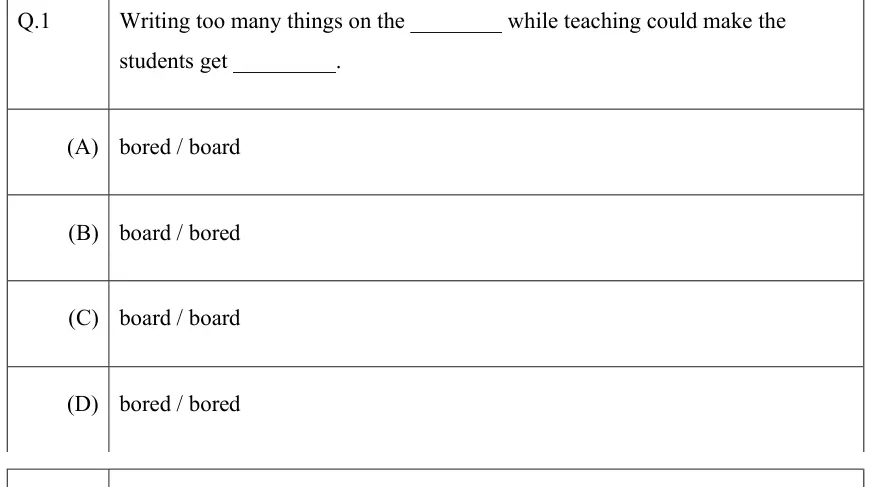 Q.1 Writing too many things on the ________ while teaching could make the
students get _________.
(A) bored / board
(B) board / bored
(C) board / board
(D) bored / bored